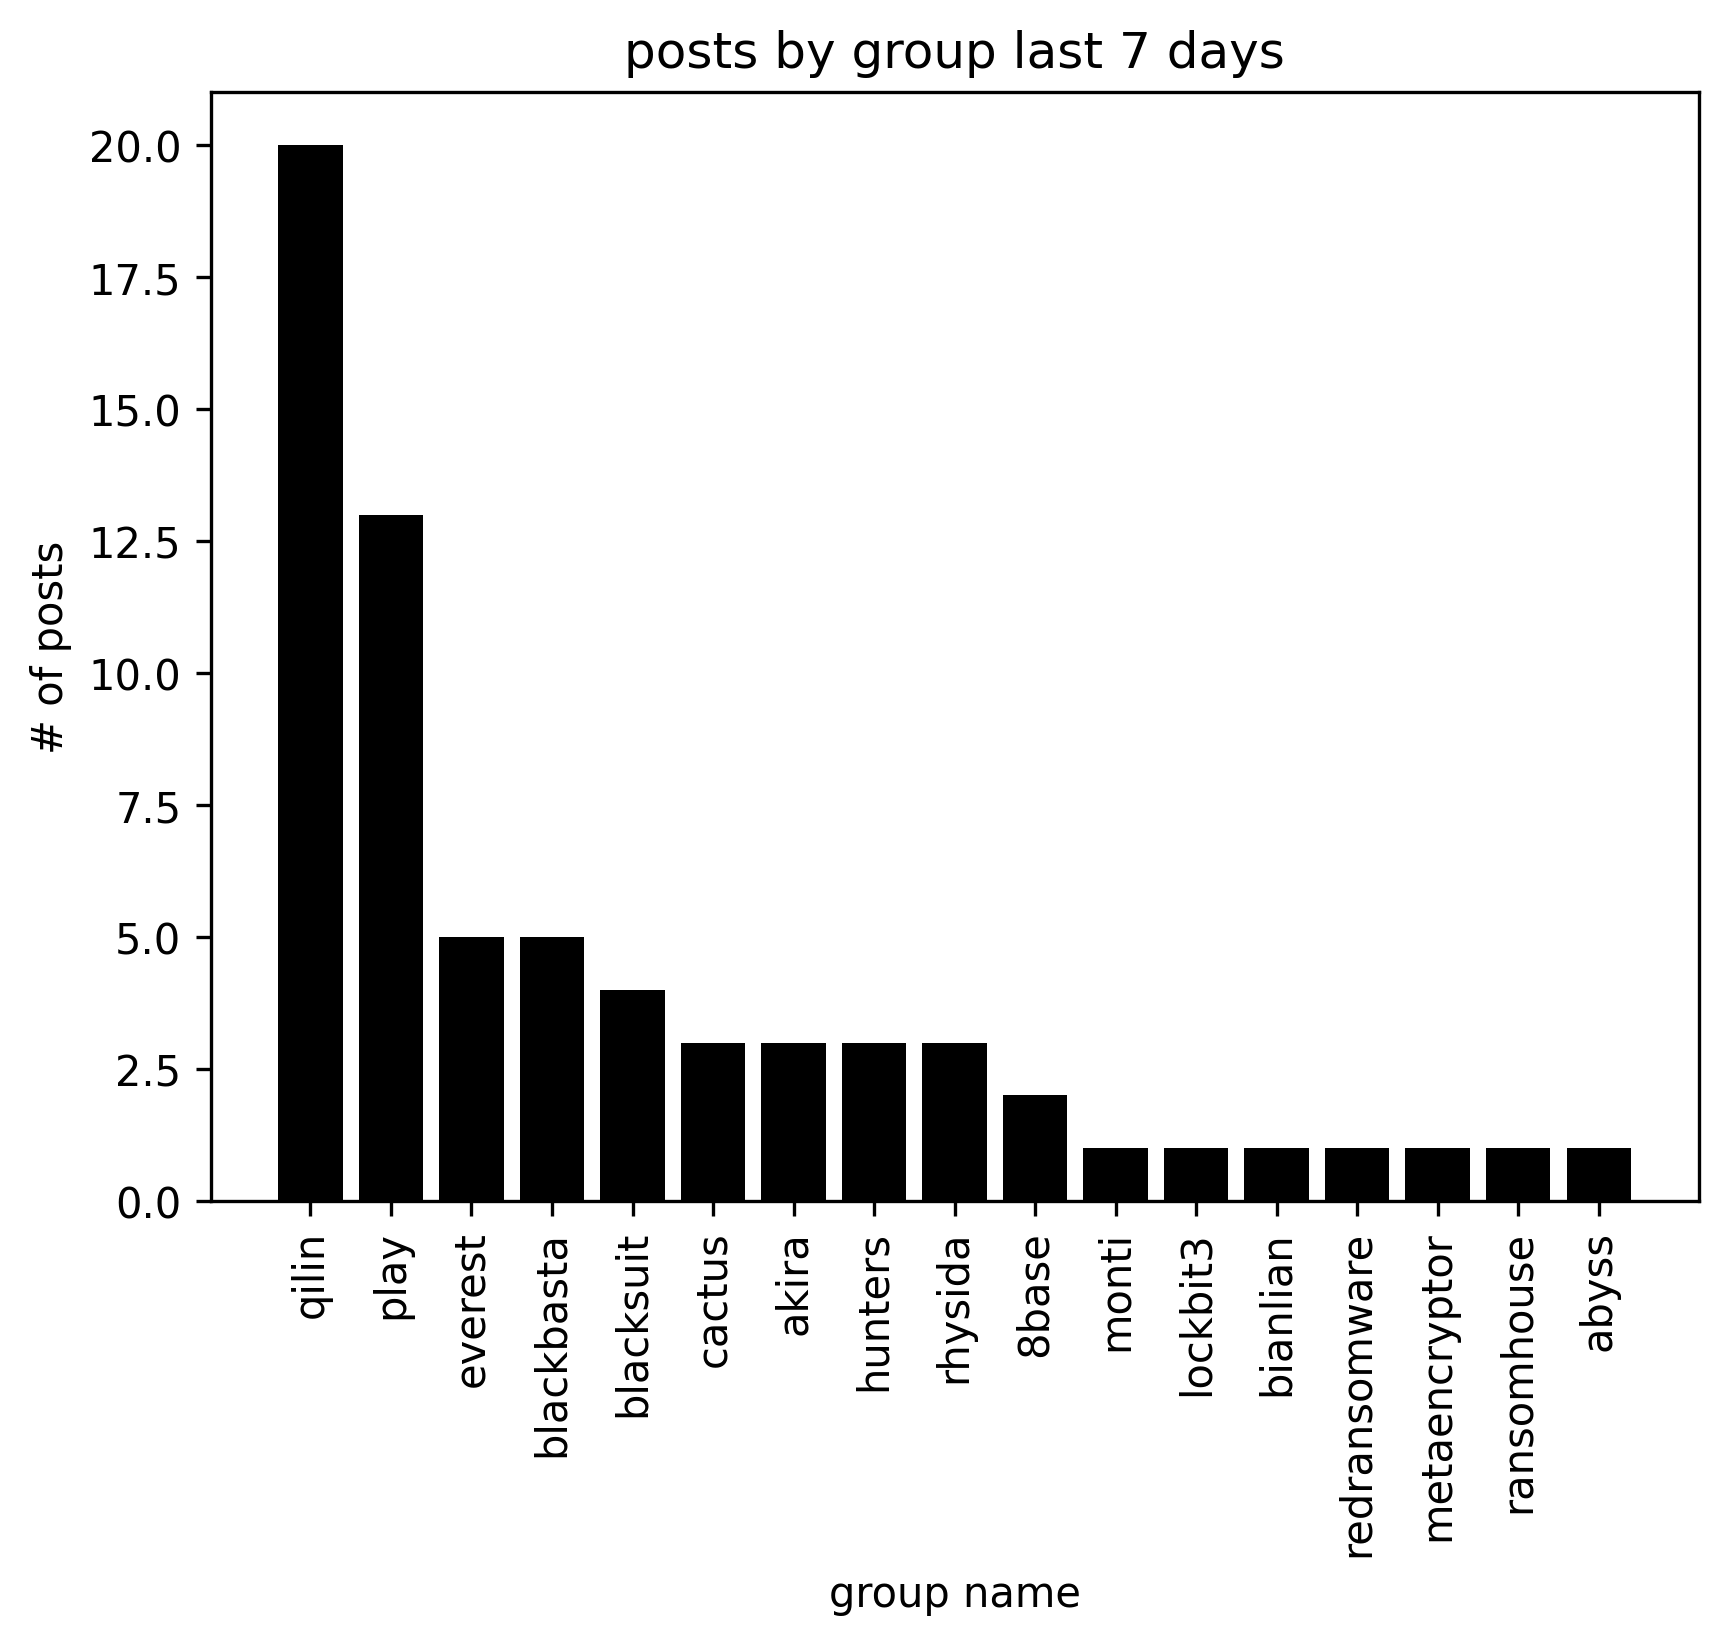 posts by group last 7 days
# of posts
20.0
17.5
15.0
12.5
10.0
7.5
5.0
2.5
0.0
qilin
play
everest
blackbasta
blacksuit
cactus
akira
hunters
rhysida
8base
monti
lockbit3
bianlian
redransomware
metaencryptor
ransomhouse
abyss
group name